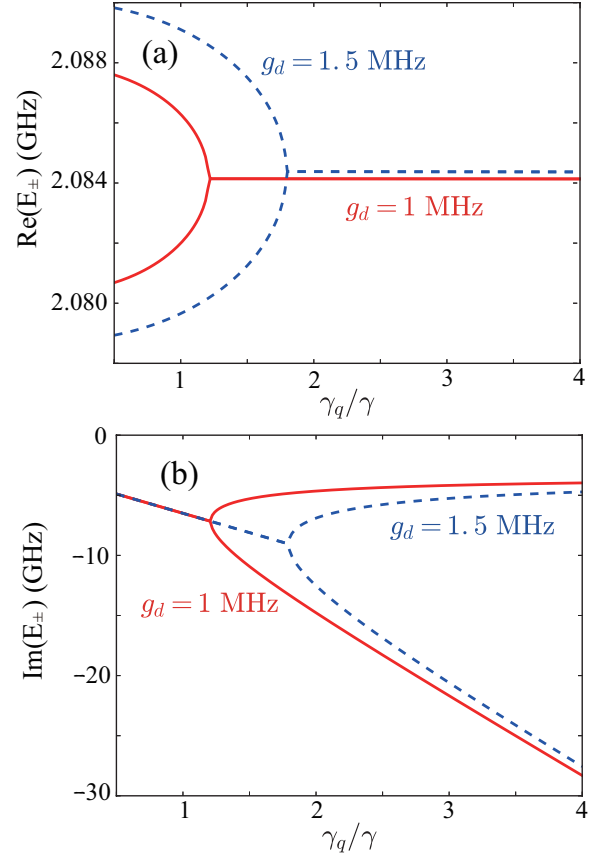 (a)
g_d = 1.5 MHz
g_d = 1 MHz
Re(E±) (GHz)
2.088
2.084
2.080
1 2 3 4
γ_q/γ
(b)
g_d = 1.5 MHz
g_d = 1 MHz
Im(E±) (GHz)
0
−10
−20
−30
1 2 3 4
γ_q/γ